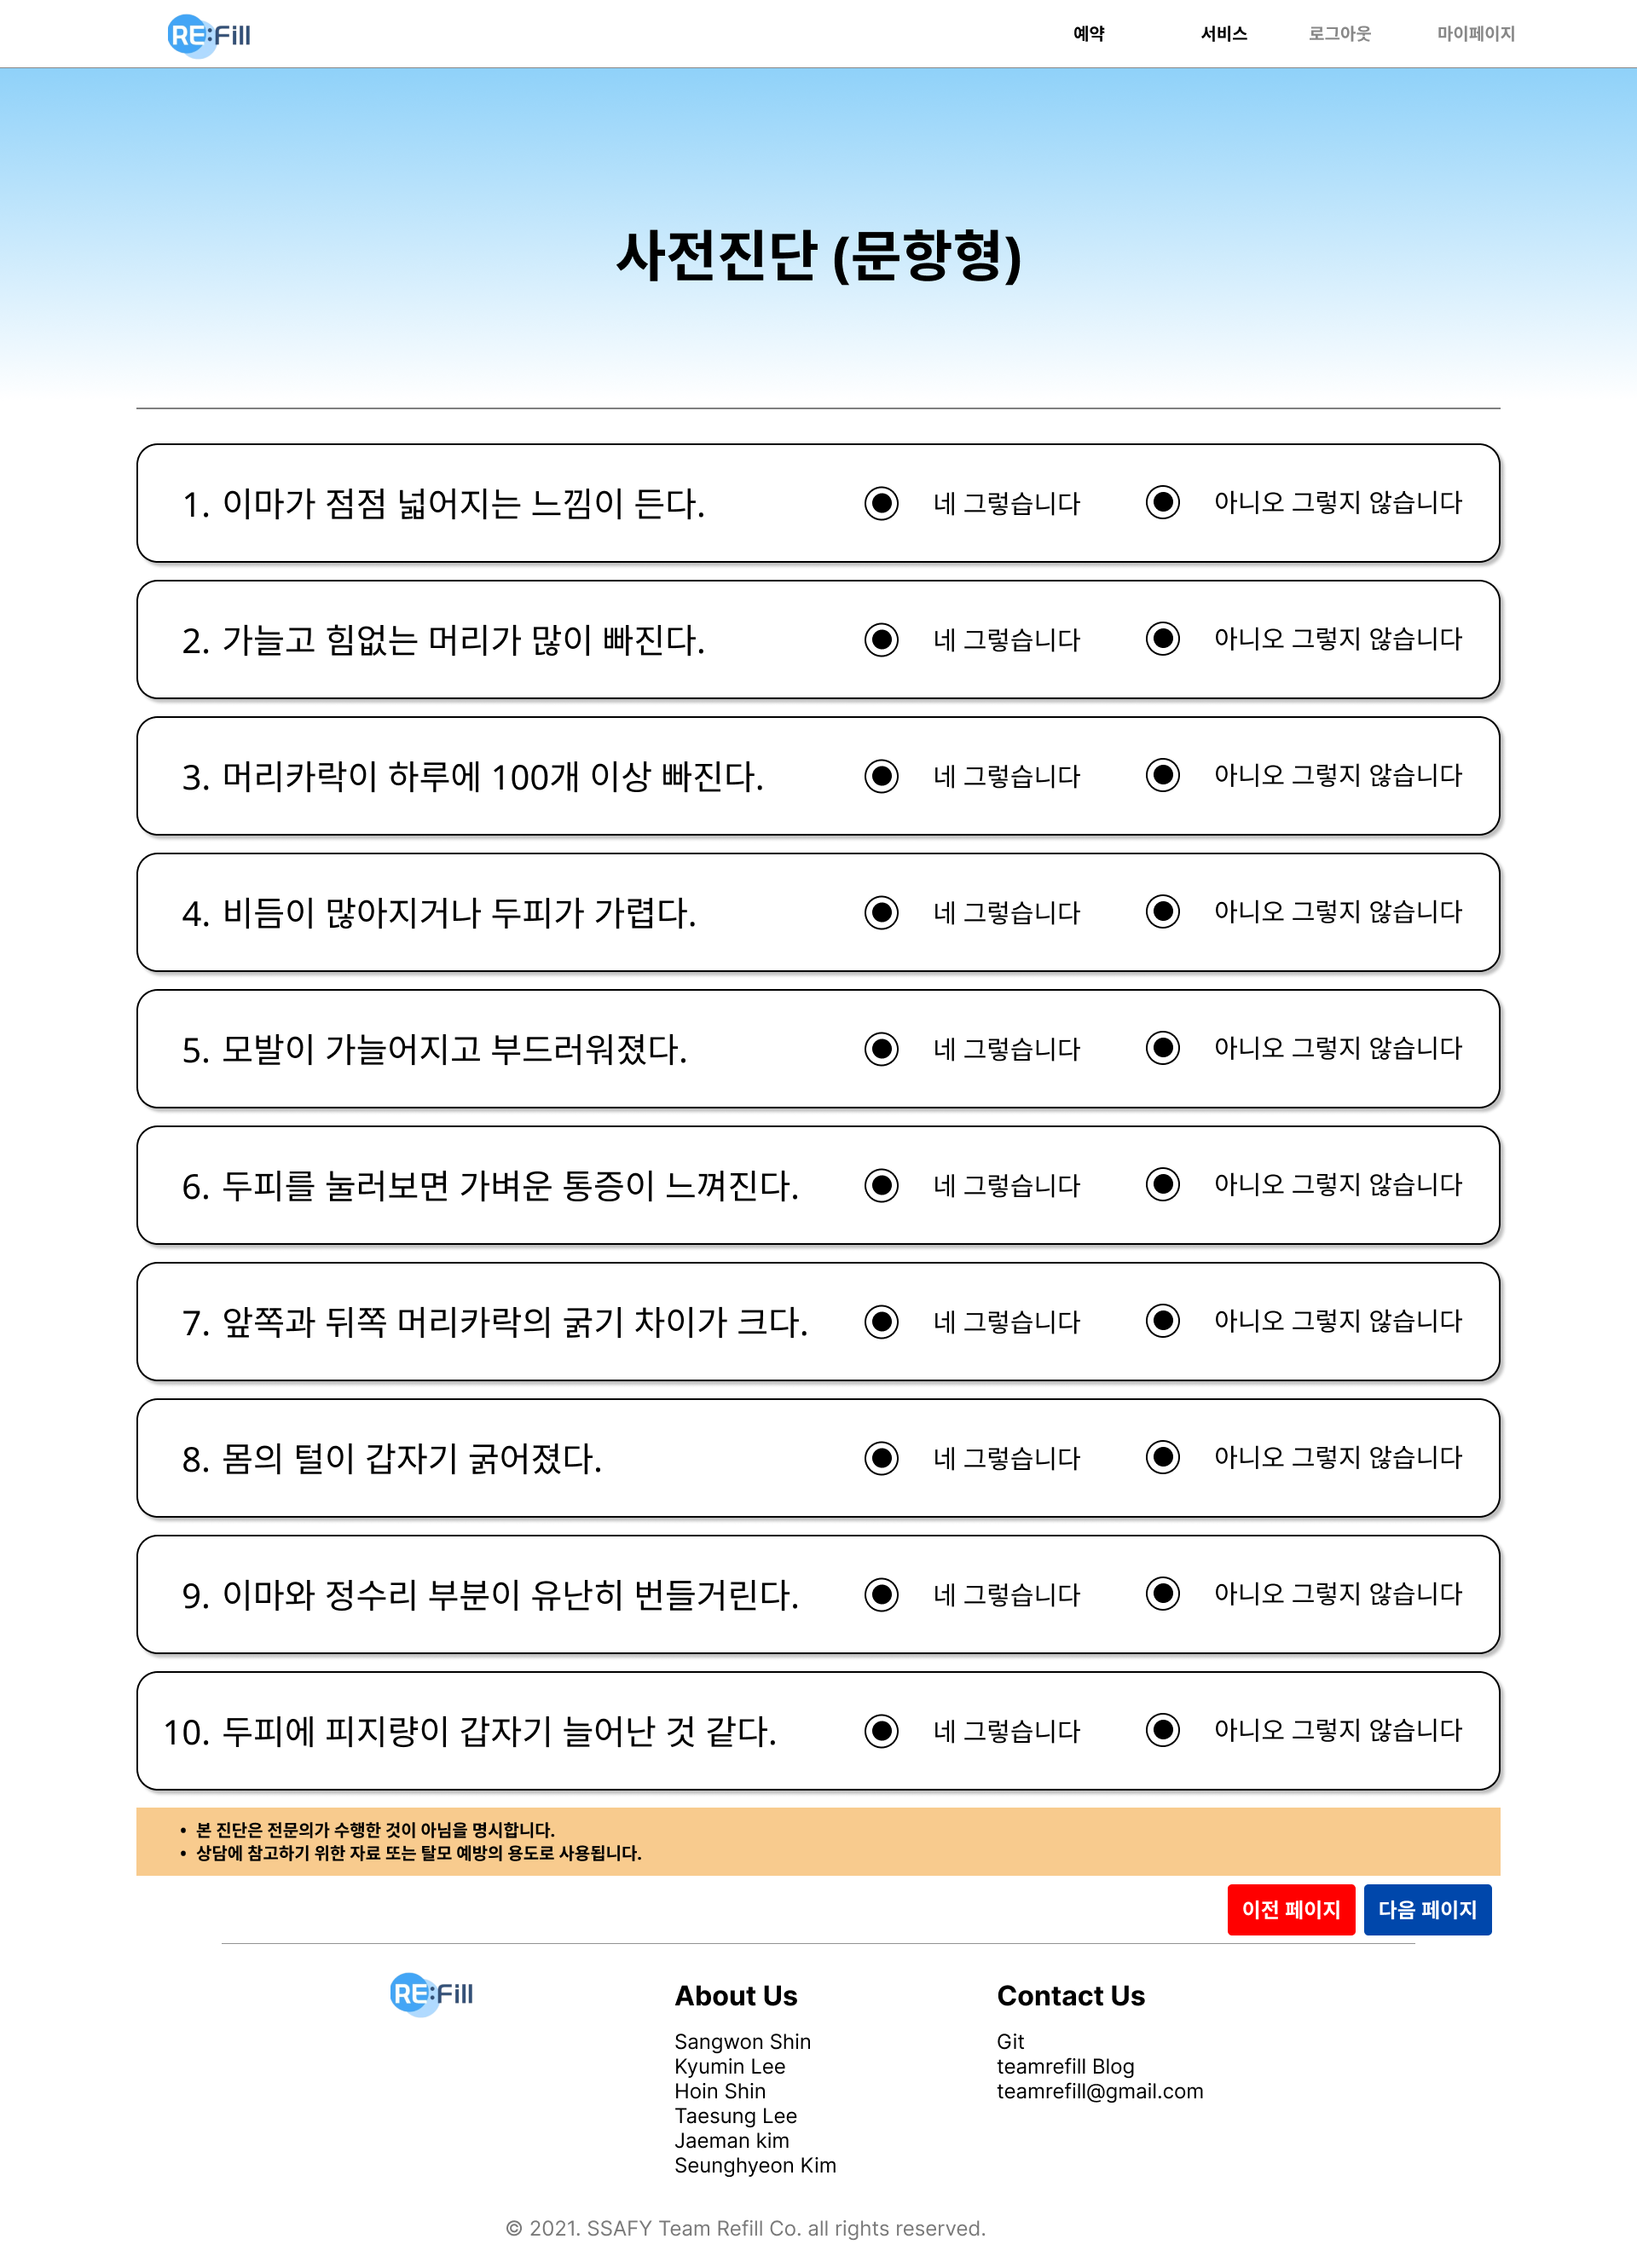 RE:Fill
예약 서비스 로그아웃 마이페이지
사전진단 (문항형)
1. 이마가 점점 넓어지는 느낌이 든다. 네 그렇습니다 아니오 그렇지 않습니다
2. 가늘고 힘없는 머리가 많이 빠진다. 네 그렇습니다 아니오 그렇지 않습니다
3. 머리카락이 하루에 100개 이상 빠진다. 네 그렇습니다 아니오 그렇지 않습니다
4. 비듬이 많아지거나 두피가 가렵다. 네 그렇습니다 아니오 그렇지 않습니다
5. 모발이 가늘어지고 부드러워졌다. 네 그렇습니다 아니오 그렇지 않습니다
6. 두피를 눌러보면 가벼운 통증이 느껴진다. 네 그렇습니다 아니오 그렇지 않습니다
7. 앞쪽과 뒤쪽 머리카락의 굵기 차이가 크다. 네 그렇습니다 아니오 그렇지 않습니다
8. 몸의 털이 갑자기 굵어졌다. 네 그렇습니다 아니오 그렇지 않습니다
9. 이마와 정수리 부분이 유난히 번들거린다. 네 그렇습니다 아니오 그렇지 않습니다
10. 두피에 피지량이 갑자기 늘어난 것 같다. 네 그렇습니다 아니오 그렇지 않습니다
• 본 진단은 전문의가 수행한 것이 아님을 명시합니다.
• 상담에 참고하기 위한 자료 또는 탈모 예방의 용도로 사용됩니다.
이전 페이지 다음 페이지
RE:Fill
About Us
Sangwon Shin
Kyumin Lee
Hoin Shin
Taesung Lee
Jaeman kim
Seunghyeon Kim
Contact Us
Git
teamrefill Blog
teamrefill@gmail.com
© 2021. SSAFY Team Refill Co. all rights reserved.